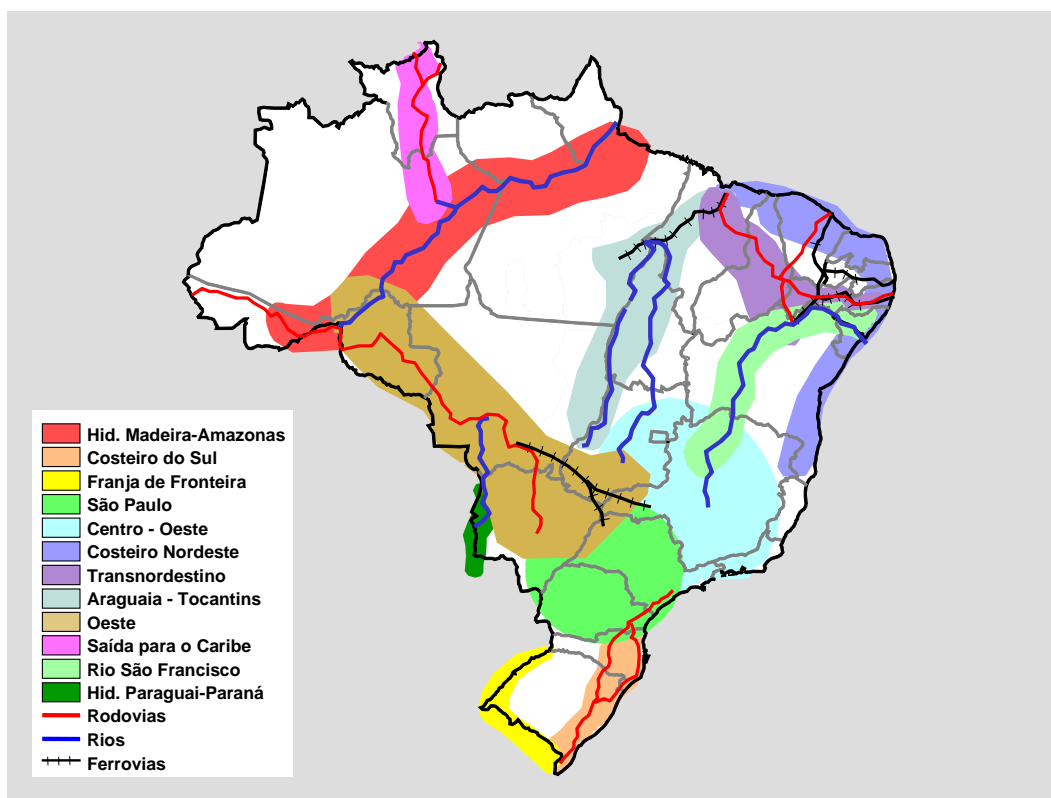 Hid. Madeira-Amazonas
Costeiro do Sul
Franja de Fronteira
São Paulo
Centro - Oeste
Costeiro Nordeste
Transnordestino
Araguaia - Tocantins
Oeste
Saída para o Caribe
Rio São Francisco
Hid. Paraguai-Paraná
Rodovias
Rios
Ferrovias